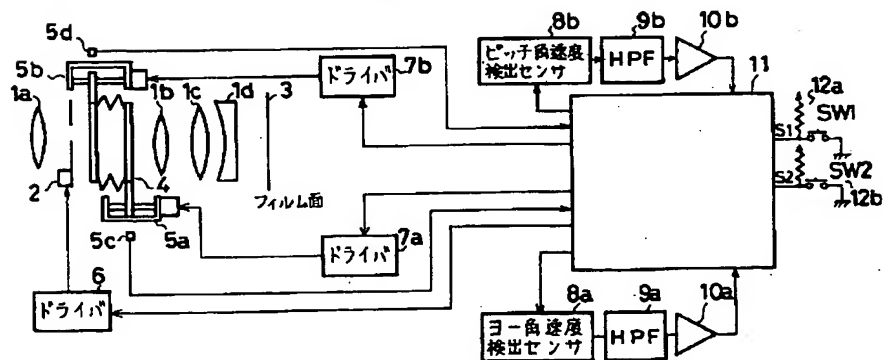 5d
5b
1a
1b
1c
1d
3
ドライバ
7b
8b
ピッチ角速度
検出センサ
9b
HPF
10b
11
12a
SW1
S1
SW2
S2
12b
2
4
フィルム面
5c
5a
ドライバ
7a
6
ドライバ
8a
ヨー角速度
検出センサ
9a
HPF
10a